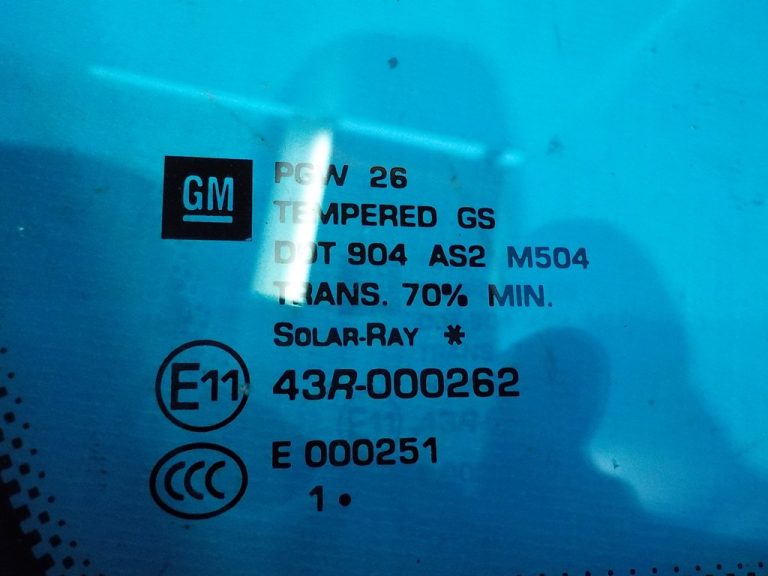 GM
PGW 26
TEMPERED GS
DOT 904 AS2 M504
TRANS. 70% MIN.
SOLAR-RAY *
E11 43R-000262
CCC E 000251
1 •